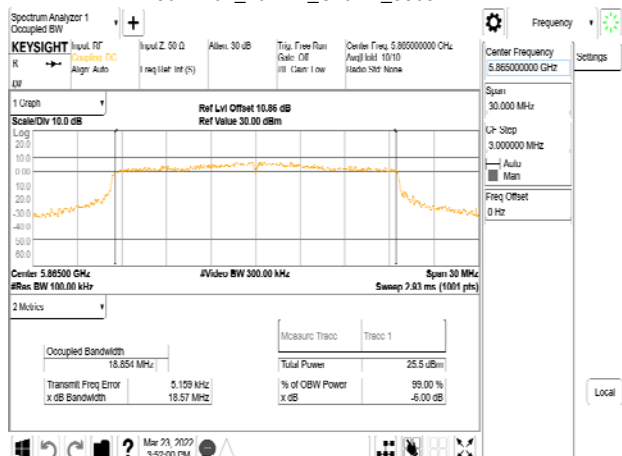 Spectrum Analyzer 1
Occupied BW
+
Frequency
KEYSIGHT Input: RF Input Z: 50 Ω Atten: 30 dB Trig: Free Run Center Freq: 5.865000000 GHz
R Coupling: DC Gate: Off Avg|Hold: 10/10
Align: Auto Freq Ref: Int (S) IF Gain: Low Radio Std: None
Center Frequency
5.865000000 GHz
Settings
Span
30.000 MHz
CF Step
3.000000 MHz
Auto
Man
Freq Offset
0 Hz
1 Graph
Ref Lvl Offset 10.86 dB
Scale/Div 10.0 dB Ref Value 30.00 dBm
Log
20.0
10.0
0.00
10.0
20.0
-30.0
-40.0
50.0
60.0
Center 5.86500 GHz #Video BW 300.00 kHz Span 30 MHz
#Res BW 100.00 kHz Sweep 2.93 ms (1001 pts)
2 Metrics
Measure Trace Trace 1
Occupied Bandwidth
18.854 MHz
Total Power 25.5 dBm
Transmit Freq Error 5.159 kHz
% of OBW Power 99.00 %
x dB Bandwidth 18.57 MHz
x dB -6.00 dB
Local
?
Mar 23, 2022
3:52:00 PM